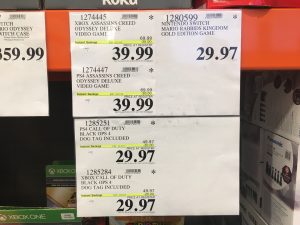 Roku
359.99
1274445 *
XBOX ASSASSINS CREED
ODYSSEY DELUXE
VIDEO GAME
39.99
1274447 *
PS4 ASSASSINS CREED
ODYSSEY DELUXE
VIDEO GAME
39.99
1280599 *
NINTENDO SWITCH
MARIO RABBIDS KINGDOM
GOLD EDITION GAME
29.97
1285251 *
PS4 CALL OF DUTY
BLACK OPS 4
DOG TAG INCLUDED
29.97
1285284 *
XBOX CALL OF DUTY
BLACK OPS 4
DOG TAG INCLUDED
29.97
XBOX ONE